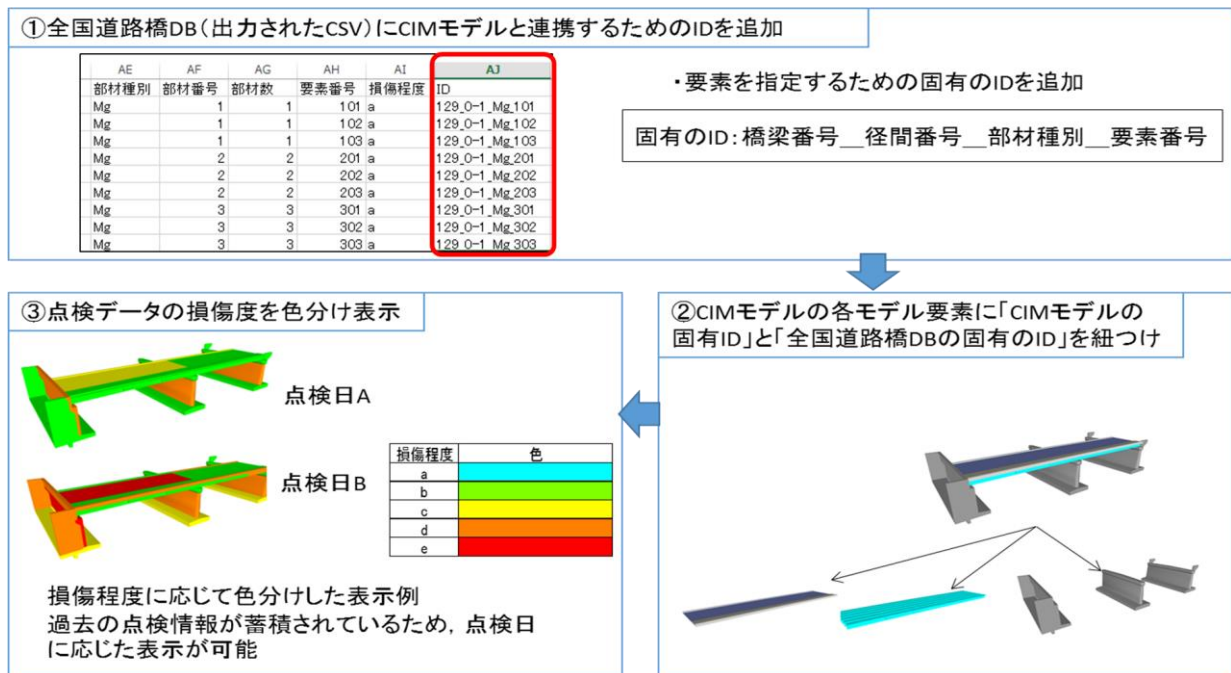 ①全国道路橋DB(出力されたCSV)にCIMモデルと連携するためのIDを追加
AE AF AG AH AI AJ
部材種別 部材番号 部材数 要素番号 損傷程度 ID
Mg 1 1 101 a 129_0-1_Mg_101
Mg 1 1 102 a 129_0-1_Mg_102
Mg 1 1 103 a 129_0-1_Mg_103
Mg 2 2 201 a 129_0-1_Mg_201
Mg 2 2 202 a 129_0-1_Mg_202
Mg 2 2 203 a 129_0-1_Mg_203
Mg 3 3 301 a 129_0-1_Mg_301
Mg 3 3 302 a 129_0-1_Mg_302
Mg 3 3 303 a 129_0-1_Mg_303
・要素を指定するための固有のIDを追加
固有のID:橋梁番号__径間番号__部材種別__要素番号
②CIMモデルの各モデル要素に「CIMモデルの
固有ID」と「全国道路橋DBの固有のID」を紐つけ
③点検データの損傷度を色分け表示
点検日A
点検日B
損傷程度 色
a
b
c
d
e
損傷程度に応じて色分けした表示例
過去の点検情報が蓄積されているため,点検日
に応じた表示が可能